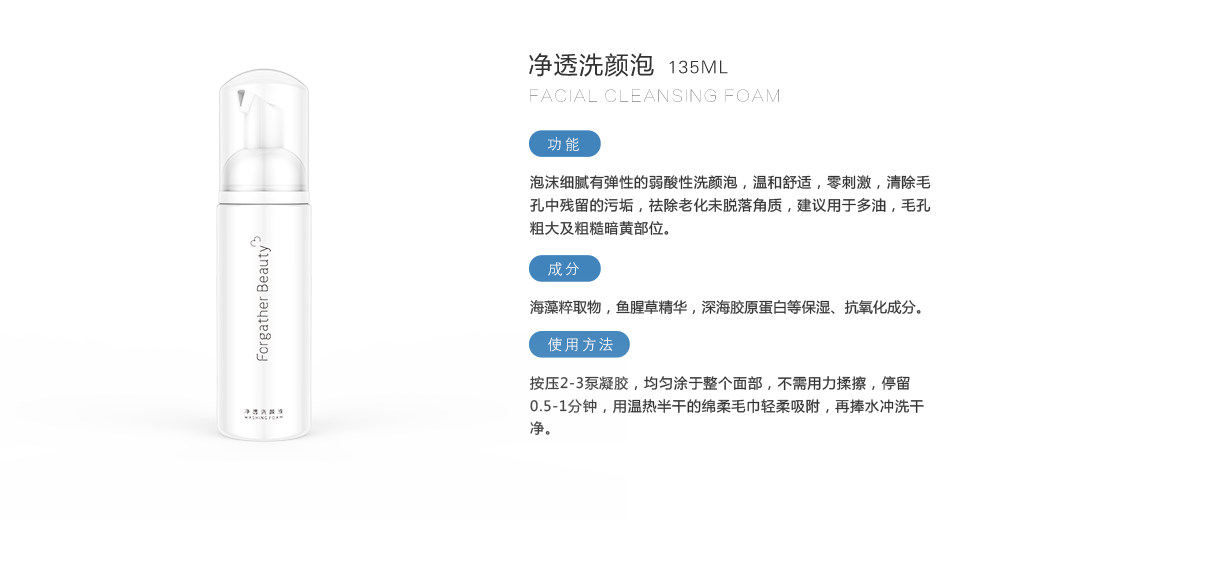 净透洗颜泡 135ML
FACIAL CLEANSING FOAM
功能
泡沫细腻有弹性的弱酸性洗颜泡，温和舒适，零刺激，清除毛
孔中残留的污垢，祛除老化未脱落角质，建议用于多油，毛孔
粗大及粗糙暗黄部位。
成分
海藻粹取物，鱼腥草精华，深海胶原蛋白等保湿、抗氧化成分。
使用方法
按压2-3泵凝胶，均匀涂于整个面部，不需用力揉擦，停留
0.5-1分钟，用温热半干的绵柔毛巾轻柔吸附，再捧水冲洗干
净。
Forgather Beauty
净透洗颜泡
WASHING FOAM